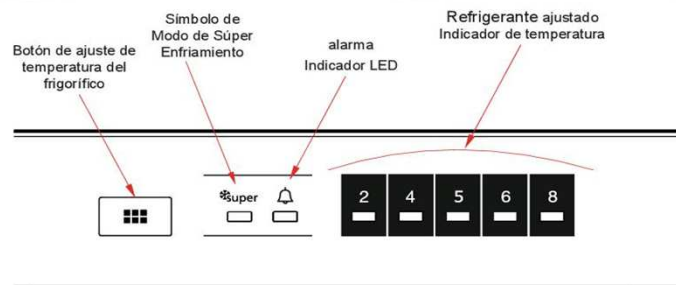 Símbolo de
Modo de Súper
Enfriamiento
Refrigerante ajustado
Indicador de temperatura
Botón de ajuste de
temperatura del
frigorífico
alarma
Indicador LED
super
2 4 5 6 8